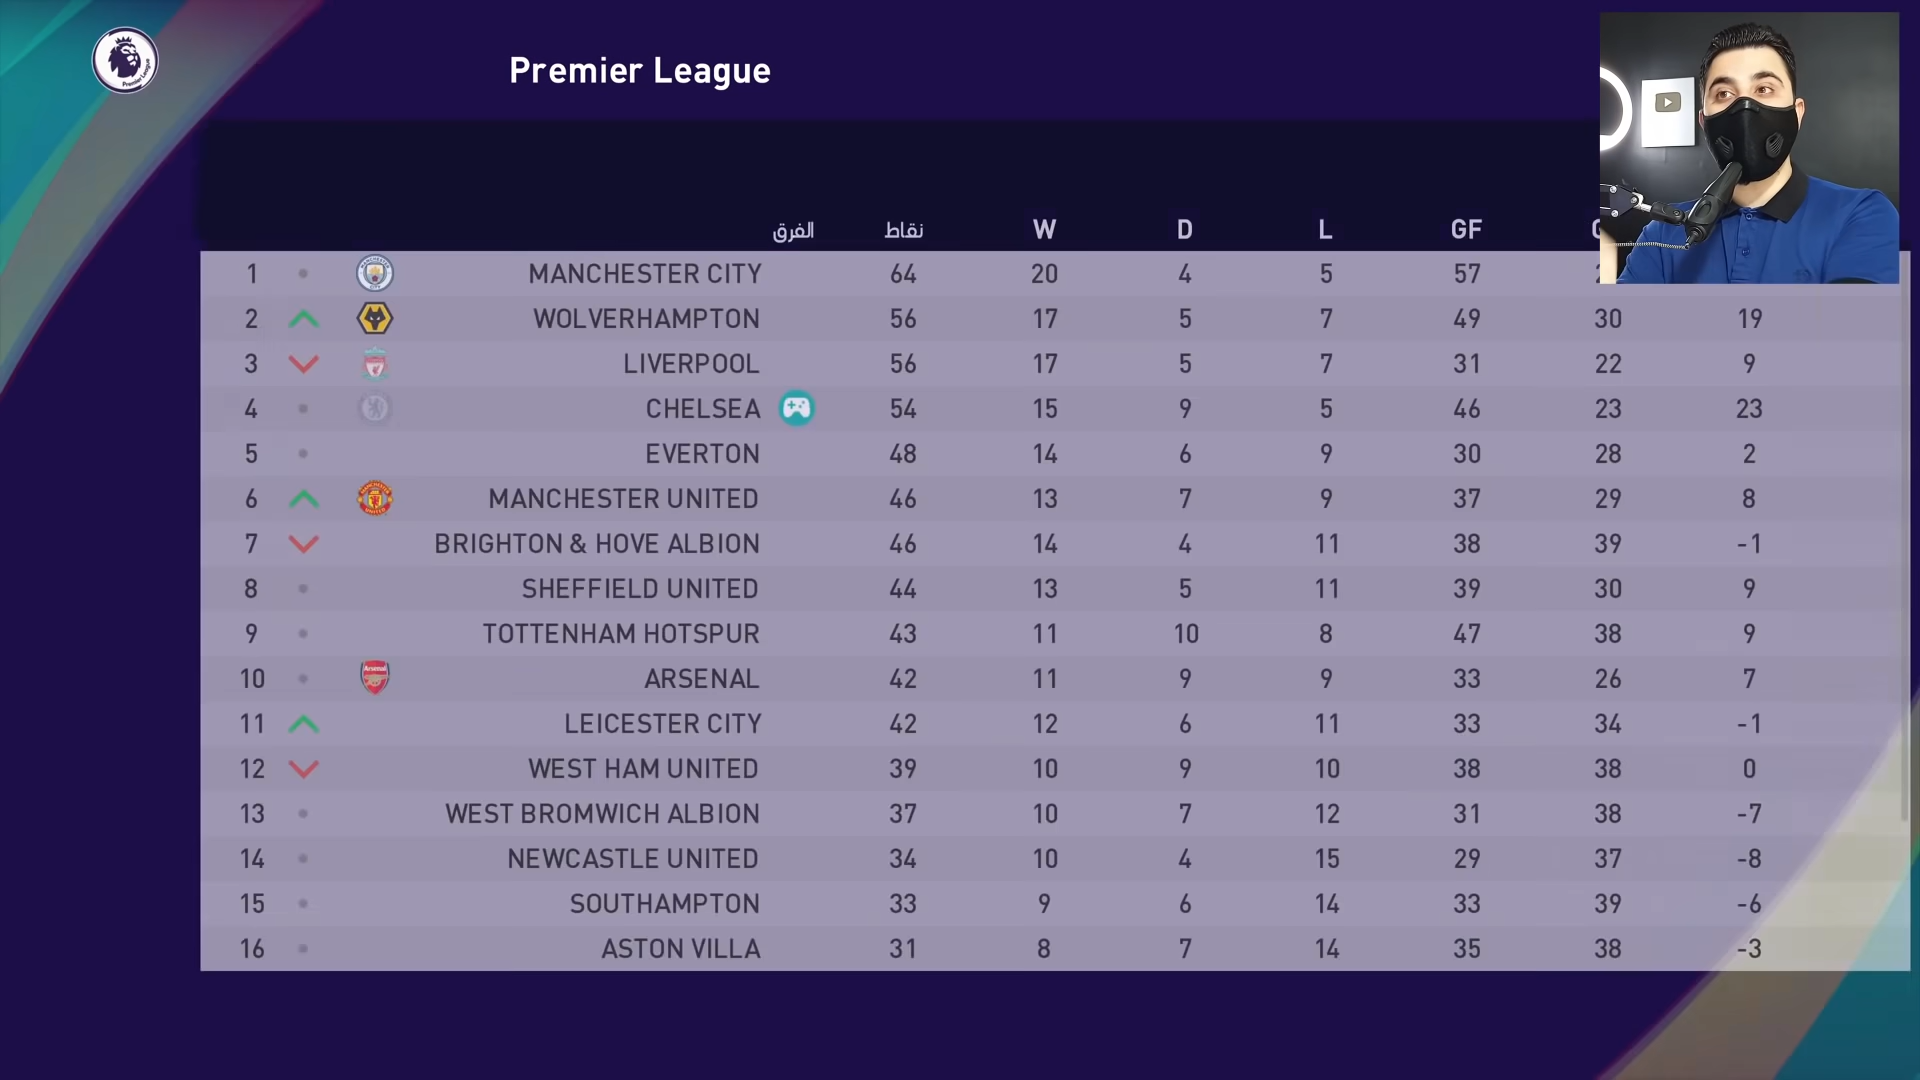 Premier League
الفرق نقاط W D L GF
1 MANCHESTER CITY 64 20 4 5 57
2 WOLVERHAMPTON 56 17 5 7 49 30 19
3 LIVERPOOL 56 17 5 7 31 22 9
4 CHELSEA 54 15 9 5 46 23 23
5 EVERTON 48 14 6 9 30 28 2
6 MANCHESTER UNITED 46 13 7 9 37 29 8
7 BRIGHTON & HOVE ALBION 46 14 4 11 38 39 -1
8 SHEFFIELD UNITED 44 13 5 11 39 30 9
9 TOTTENHAM HOTSPUR 43 11 10 8 47 38 9
10 ARSENAL 42 11 9 9 33 26 7
11 LEICESTER CITY 42 12 6 11 33 34 -1
12 WEST HAM UNITED 39 10 9 10 38 38 0
13 WEST BROMWICH ALBION 37 10 7 12 31 38 -7
14 NEWCASTLE UNITED 34 10 4 15 29 37 -8
15 SOUTHAMPTON 33 9 6 14 33 39 -6
16 ASTON VILLA 31 8 7 14 35 38 -3